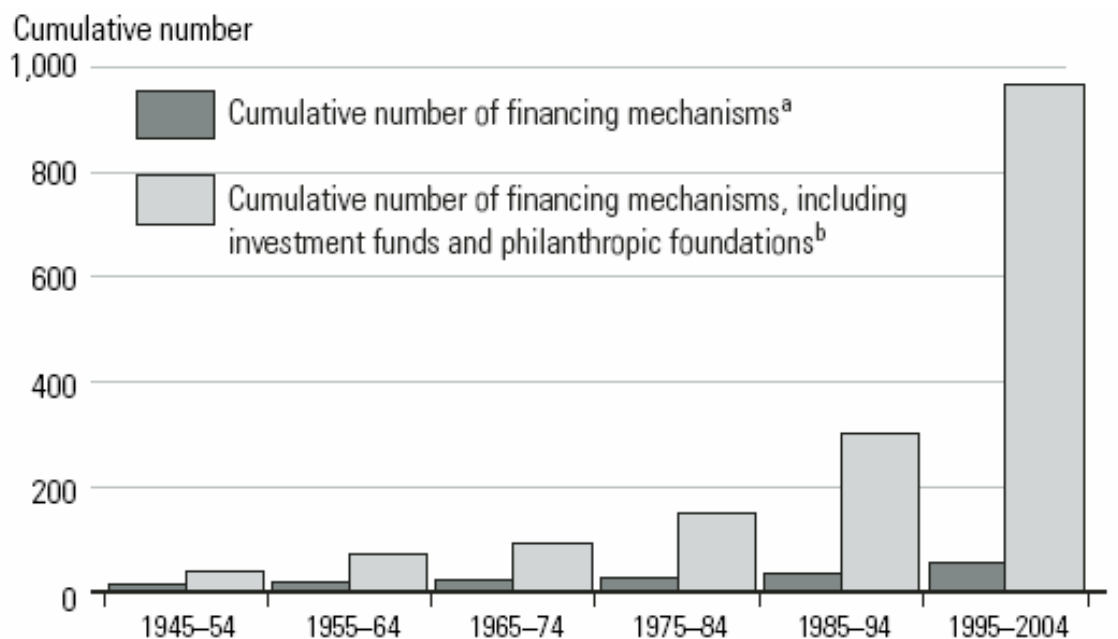 Cumulative number
1,000
Cumulative number of financing mechanismsᵃ
800
Cumulative number of financing mechanisms, including
investment funds and philanthropic foundationsᵇ
600
400
200
0
1945–54 1955–64 1965–74 1975–84 1985–94 1995–2004